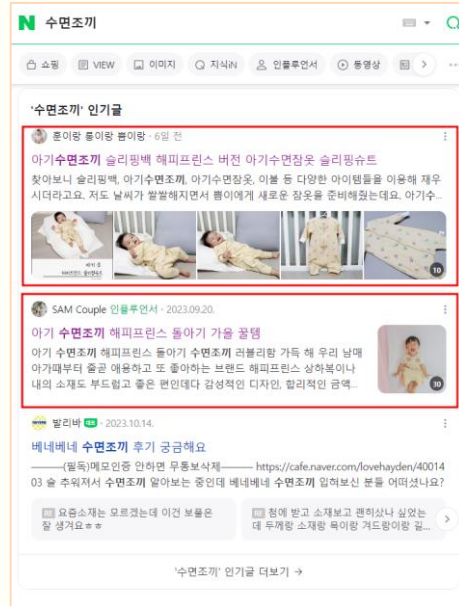 N 수면조끼
쇼핑 VIEW 이미지 지식iN 인플루언서 동영상
'수면조끼' 인기글
훈이랑 롱이랑 쁨이랑 · 6일 전
아기수면조끼 슬리핑백 해피프린스 버전 아기수면잠옷 슬리핑슈트
찾아보니 슬리핑백, 아기수면조끼, 아기수면잠옷, 이불 등 다양한 아이템들을 이용해 재우
시더라고요. 저도 날씨가 쌀쌀해지면서 쁨이에게 새로운 잠옷을 준비해줬는데요. 아기수...
10
SAM Couple 인플루언서 · 2023.09.20.
아기 수면조끼 해피프린스 돌아기 가을 꿀템
아기 수면조끼 해피프린스 돌아기 수면조끼 러블리함 가득 해 우리 남매
아가때부터 줄곧 애용하고 또 좋아하는 브랜드 해피프린스 상하복이나
내의 소재도 부드럽고 좋은 편인데다 감성적인 디자인, 합리적인 금액...
30
발리바 대표 · 2023.10.14.
베네베네 수면조끼 후기 궁금해요
———(필독)메모인증 안하면 무통보삭제——— https://cafe.naver.com/lovehayden/40014
03 슬 추워져서 수면조끼 알아보는 중인데 베네베네 수면조끼 입혀보신 분들 어떠셨나요?
요즘소재는 모르겠는데 이건 보풀은
잘 생겨요ㅎㅎ
첨에 받고 소재보고 괜히샀나 싶었는
데 두께랑 소재랑 목이랑 겨드랑이랑 길...
'수면조끼' 인기글 더보기 →